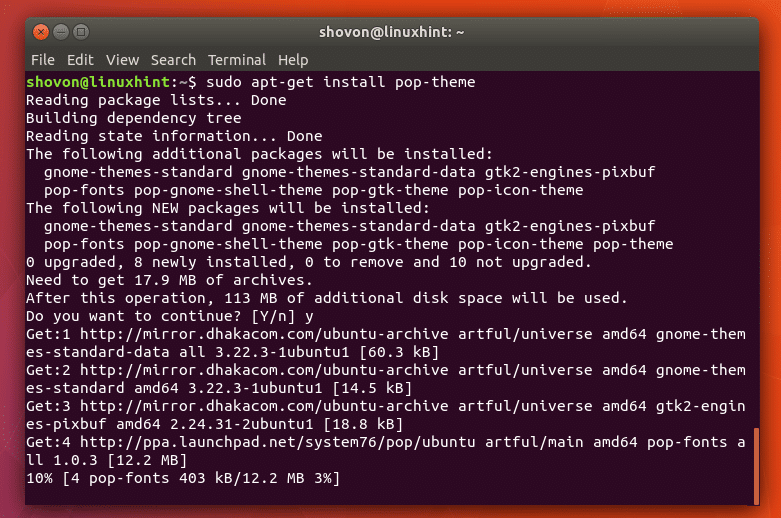 shovon@linuxhint: ~
File Edit View Search Terminal Help
shovon@linuxhint:~$ sudo apt-get install pop-theme
Reading package lists... Done
Building dependency tree
Reading state information... Done
The following additional packages will be installed:
  gnome-themes-standard gnome-themes-standard-data gtk2-engines-pixbuf
  pop-fonts pop-gnome-shell-theme pop-gtk-theme pop-icon-theme
The following NEW packages will be installed:
  gnome-themes-standard gnome-themes-standard-data gtk2-engines-pixbuf
  pop-fonts pop-gnome-shell-theme pop-gtk-theme pop-icon-theme pop-theme
0 upgraded, 8 newly installed, 0 to remove and 10 not upgraded.
Need to get 17.9 MB of archives.
After this operation, 113 MB of additional disk space will be used.
Do you want to continue? [Y/n] y
Get:1 http://mirror.dhakacom.com/ubuntu-archive artful/universe amd64 gnome-them
es-standard-data all 3.22.3-1ubuntu1 [60.3 kB]
Get:2 http://mirror.dhakacom.com/ubuntu-archive artful/universe amd64 gnome-them
es-standard amd64 3.22.3-1ubuntu1 [14.5 kB]
Get:3 http://mirror.dhakacom.com/ubuntu-archive artful/universe amd64 gtk2-engin
es-pixbuf amd64 2.24.31-2ubuntu1 [18.8 kB]
Get:4 http://ppa.launchpad.net/system76/pop/ubuntu artful/main amd64 pop-fonts a
ll 1.0.3 [12.2 MB]
10% [4 pop-fonts 403 kB/12.2 MB 3%]